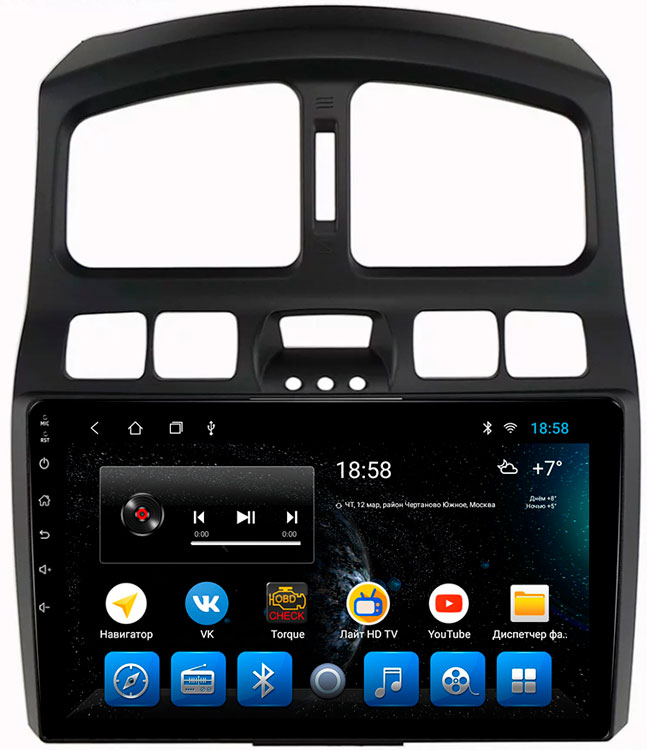 MIC
18:58
RST
18:58
+7°
ЧТ, 12 мар, район Чертаново Южное, Москва
Днём +8°
Ночью +5°
0:00
0:00
OBD
CHECK
Навигатор
VK
Torque
Лайт HD TV
YouTube
Диспетчер фа..